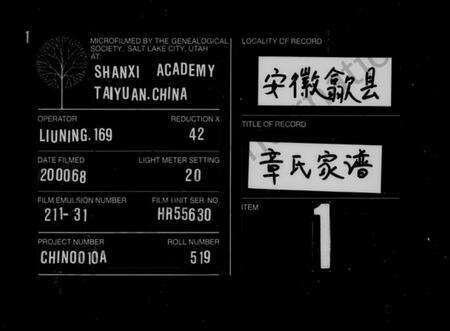 1
MICROFILMED BY THE GENEALOGICAL
SOCIETY, SALT LAKE CITY, UTAH
AT:
SHANXI ACADEMY
TAIYUAN.CHINA
OPERATOR REDUCTION X
LIUNING.169 42
DATE FILMED LIGHT METER SETTING
200068 20
FILM EMULSION NUMBER FILM UNIT SER. NO.
211-31 HR55630
PROJECT NUMBER ROLL NUMBER
CHINO010A 519
LOCALITY OF RECORD
安徽歙县
TITLE OF RECORD
章氏家谱
ITEM
1